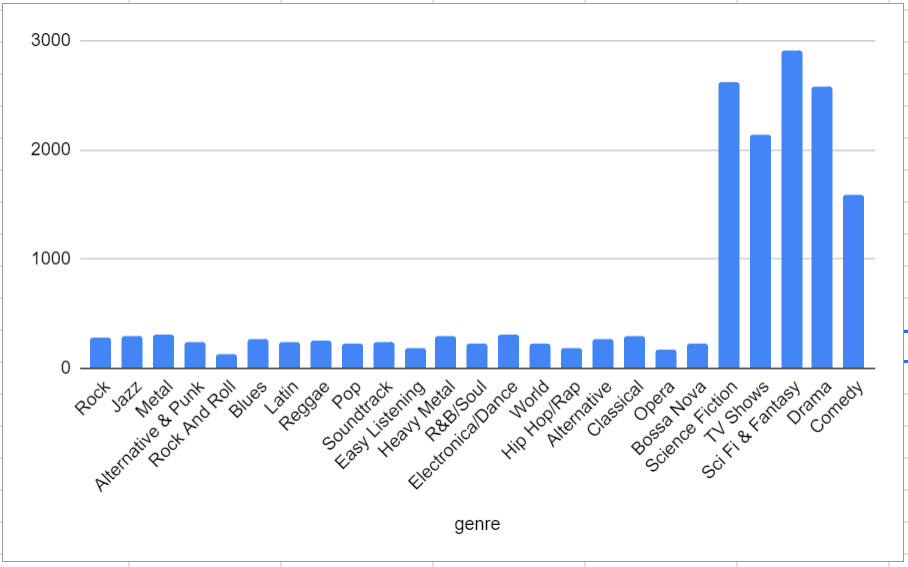 3000
2000
1000
0
Rock
Jazz
Metal
Alternative & Punk
Rock And Roll
Blues
Latin
Reggae
Pop
Soundtrack
Easy Listening
Heavy Metal
R&B/Soul
Electronica/Dance
World
Hip Hop/Rap
Alternative
Classical
Opera
Bossa Nova
Science Fiction
TV Shows
Sci Fi & Fantasy
Drama
Comedy
genre